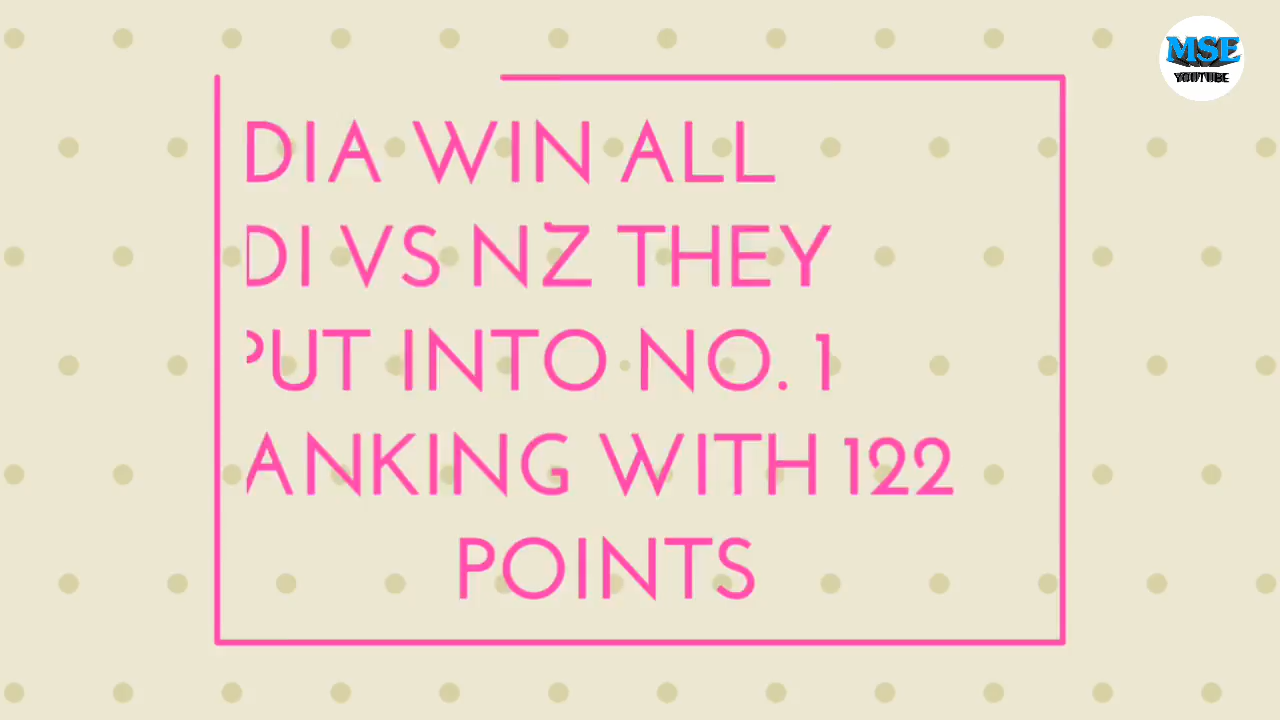 MSE
YOUTUBE
DIA WIN ALL
DI VS NZ THEY
PUT INTO NO. 1
ANKING WITH 122
POINTS